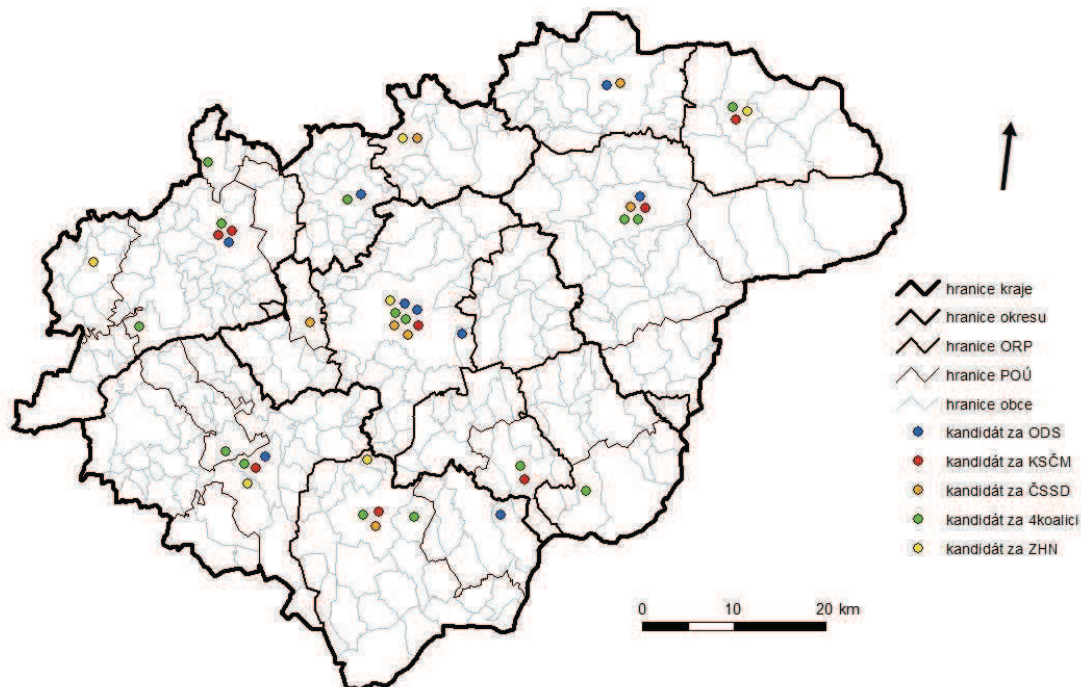 hranice kraje
hranice okresu
hranice ORP
hranice POÚ
hranice obce
kandidát za ODS
kandidát za KSČM
kandidát za ČSSD
kandidát za 4koalici
kandidát za ZHN
0 10 20 km